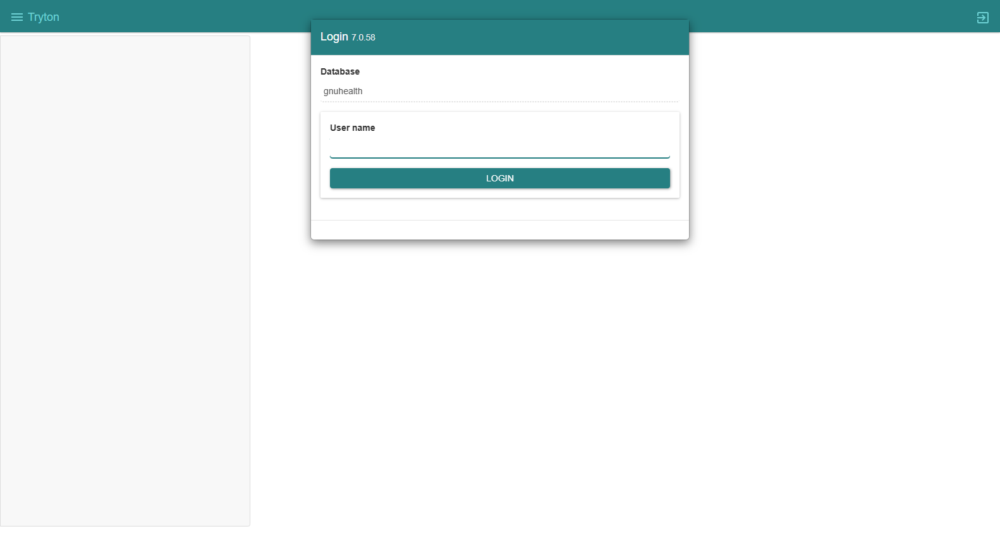 Tryton
Login 7.0.58
Database
gnuhealth
User name
LOGIN